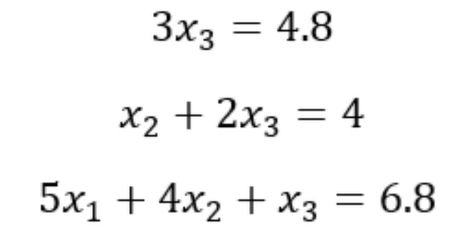 3x₃ = 4.8
x₂ + 2x₃ = 4
5x₁ + 4x₂ + x₃ = 6.8